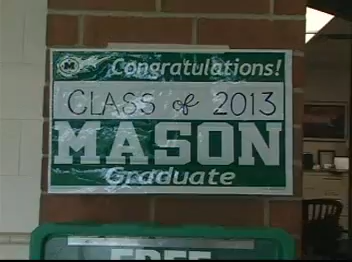 Congratulations!
CLASS of 2013
MASON
Graduate
FREE